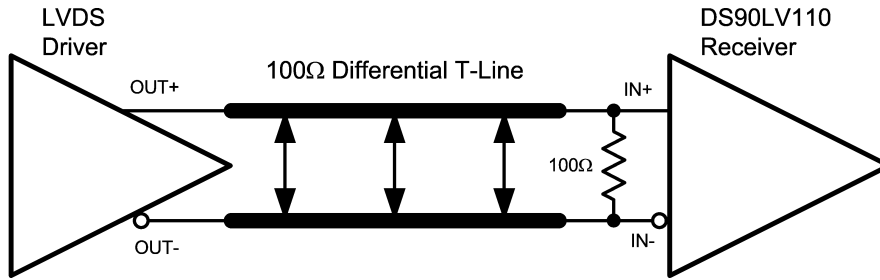 LVDS
Driver
DS90LV110
Receiver
100Ω Differential T-Line
OUT+
IN+
100Ω
OUT-
IN-